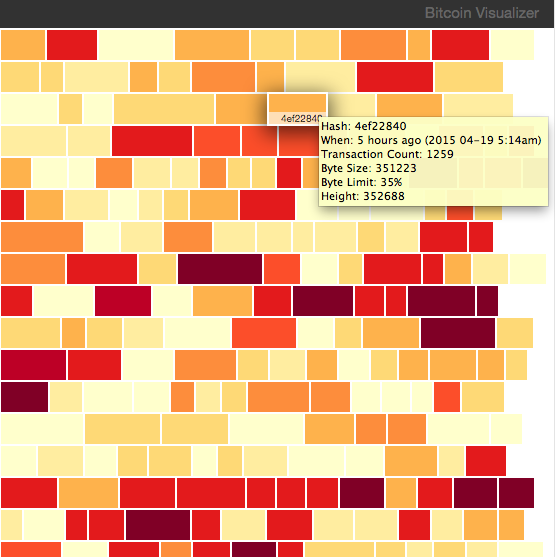 Bitcoin Visualizer
4ef22840
Hash: 4ef22840
When: 5 hours ago (2015 04-19 5:14am)
Transaction Count: 1259
Byte Size: 351223
Byte Limit: 35%
Height: 352688